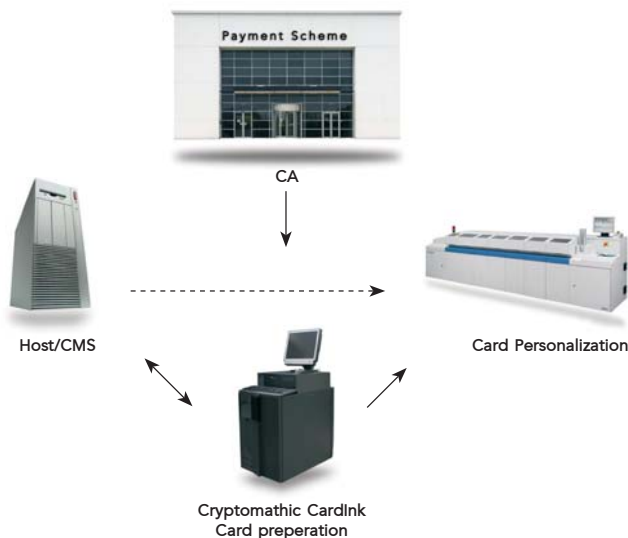 Payment Scheme
CA
Host/CMS
Card Personalization
Cryptomathic CardInk
Card preperation